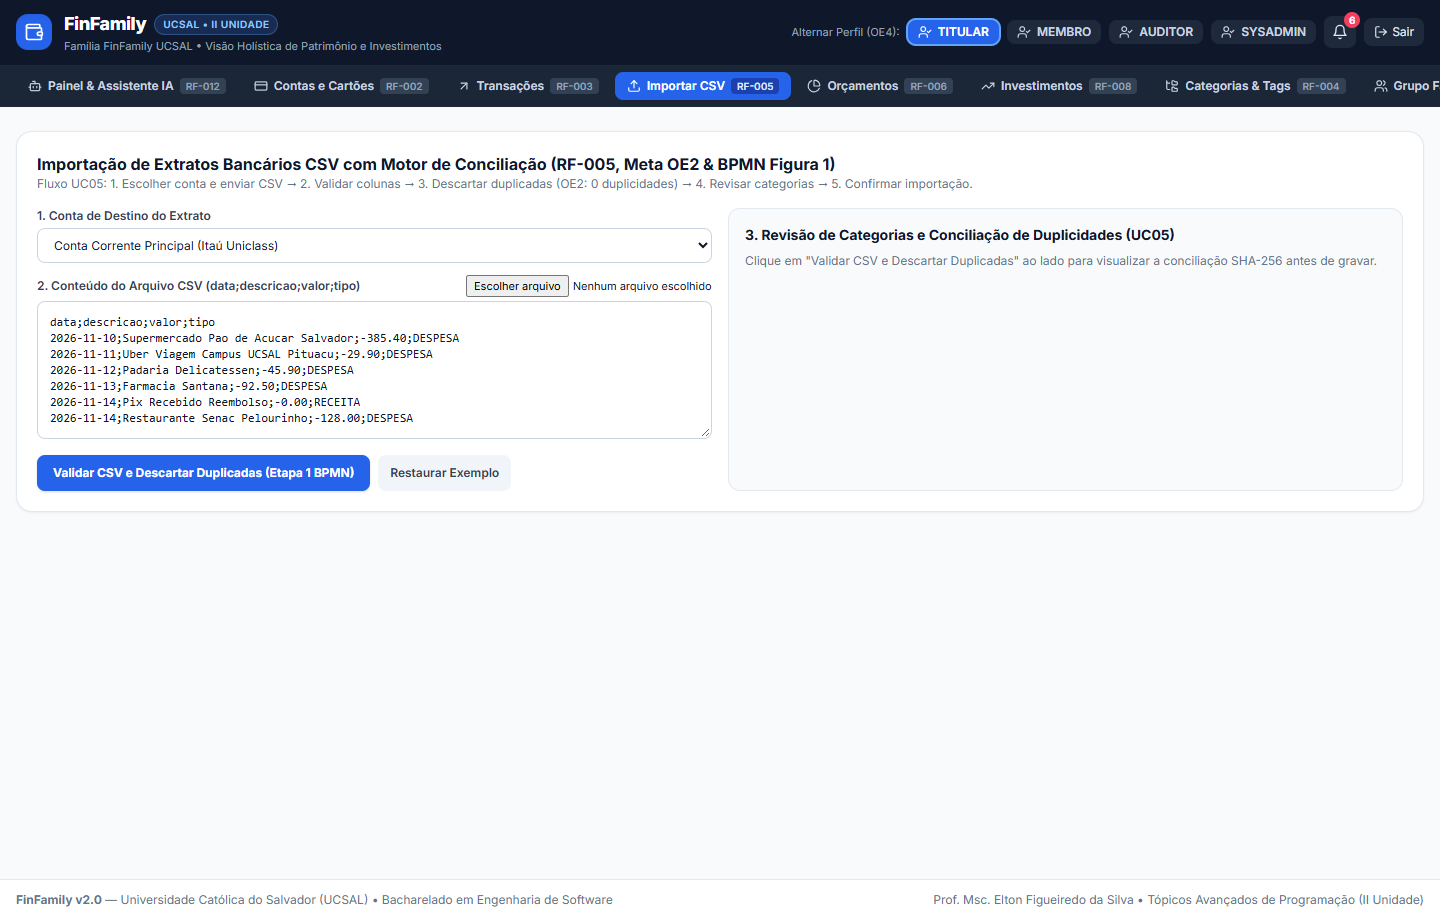 FinFamily UCSAL • II UNIDADE
Família FinFamily UCSAL • Visão Holística de Patrimônio e Investimentos
Alternar Perfil (OE4): TITULAR MEMBRO AUDITOR SYSADMIN 6 Sair
Painel & Assistente IA RF-012 Contas e Cartões RF-002 Transações RF-003 Importar CSV RF-005 Orçamentos RF-006 Investimentos RF-008 Categorias & Tags RF-004 Grupo F
Importação de Extratos Bancários CSV com Motor de Conciliação (RF-005, Meta OE2 & BPMN Figura 1)
Fluxo UC05: 1. Escolher conta e enviar CSV → 2. Validar colunas → 3. Descartar duplicadas (OE2: 0 duplicidades) → 4. Revisar categorias → 5. Confirmar importação.
1. Conta de Destino do Extrato
Conta Corrente Principal (Itaú Uniclass)
2. Conteúdo do Arquivo CSV (data;descricao;valor;tipo) Escolher arquivo Nenhum arquivo escolhido
data;descricao;valor;tipo
2026-11-10;Supermercado Pao de Acucar Salvador;-385.40;DESPESA
2026-11-11;Uber Viagem Campus UCSAL Pituacu;-29.90;DESPESA
2026-11-12;Padaria Delicatessen;-45.90;DESPESA
2026-11-13;Farmacia Santana;-92.50;DESPESA
2026-11-14;Pix Recebido Reembolso;-0.00;RECEITA
2026-11-14;Restaurante Senac Pelourinho;-128.00;DESPESA
Validar CSV e Descartar Duplicadas (Etapa 1 BPMN) Restaurar Exemplo
3. Revisão de Categorias e Conciliação de Duplicidades (UC05)
Clique em "Validar CSV e Descartar Duplicadas" ao lado para visualizar a conciliação SHA-256 antes de gravar.
FinFamily v2.0 — Universidade Católica do Salvador (UCSAL) • Bacharelado em Engenharia de Software
Prof. Msc. Elton Figueiredo da Silva • Tópicos Avançados de Programação (II Unidade)